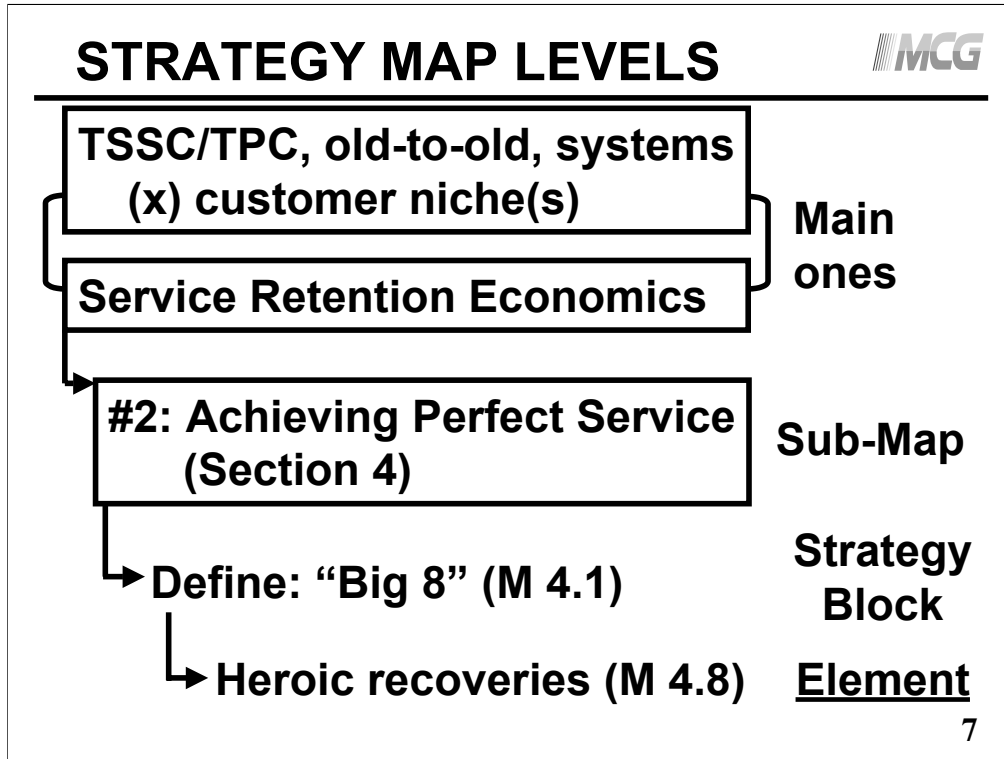 STRATEGY MAP LEVELS
MCG
TSSC/TPC, old-to-old, systems
(x) customer niche(s)
Main
ones
Service Retention Economics
#2: Achieving Perfect Service
(Section 4)
Sub-Map
Define: “Big 8” (M 4.1)
Strategy
Block
Heroic recoveries (M 4.8)
Element
7